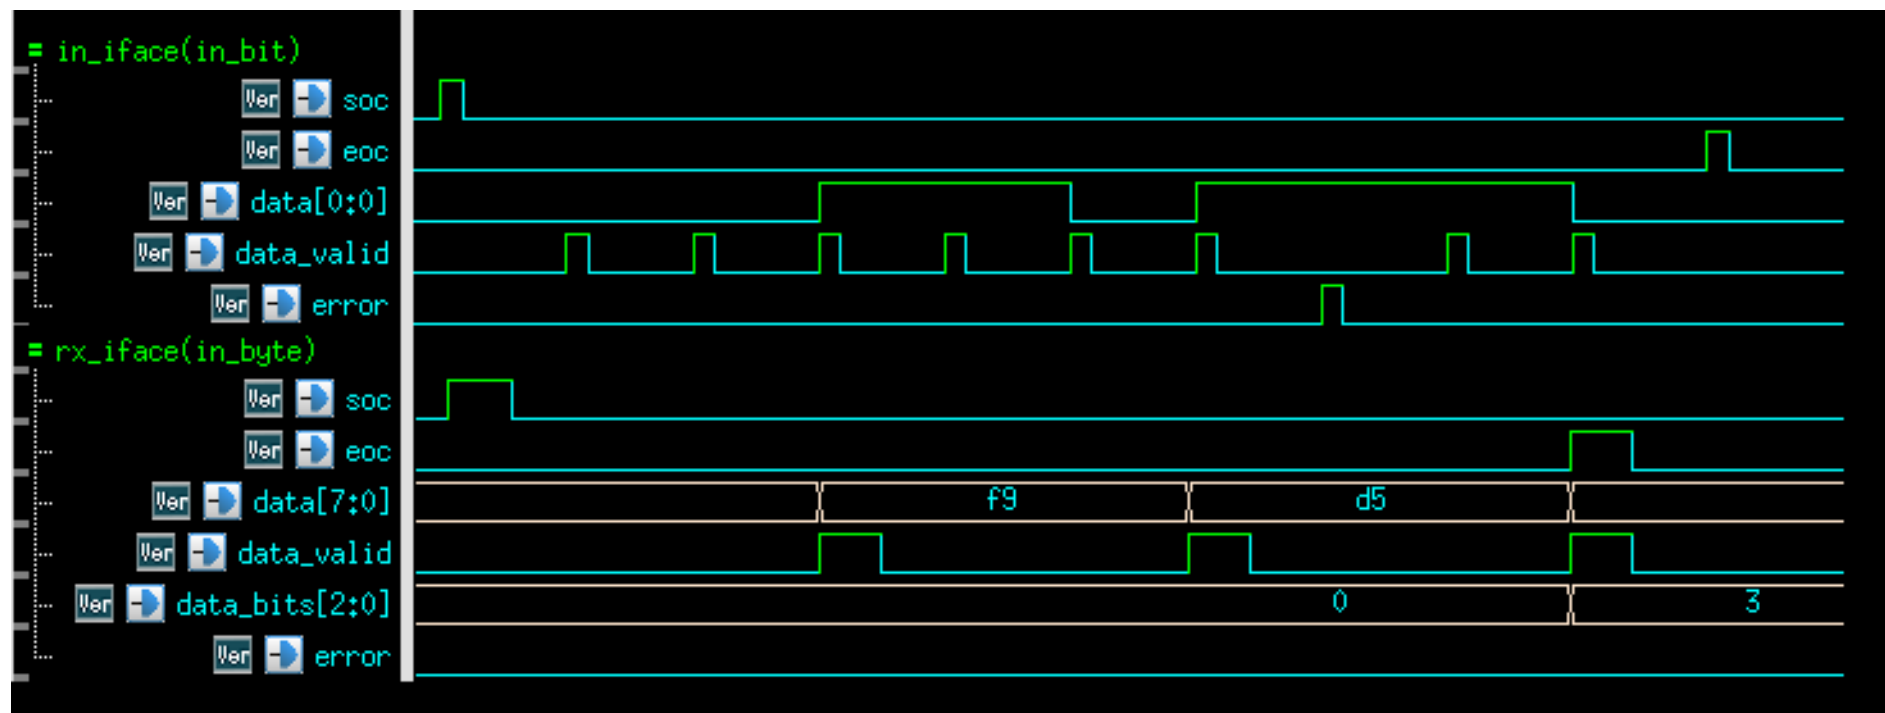 = in_iface(in_bit)
Ver soc
Ver eoc
Ver data[0:0]
Ver data_valid
Ver error
= rx_iface(in_byte)
Ver soc
Ver eoc
Ver data[7:0] f9 d5
Ver data_valid
Ver data_bits[2:0] 0 3
Ver error